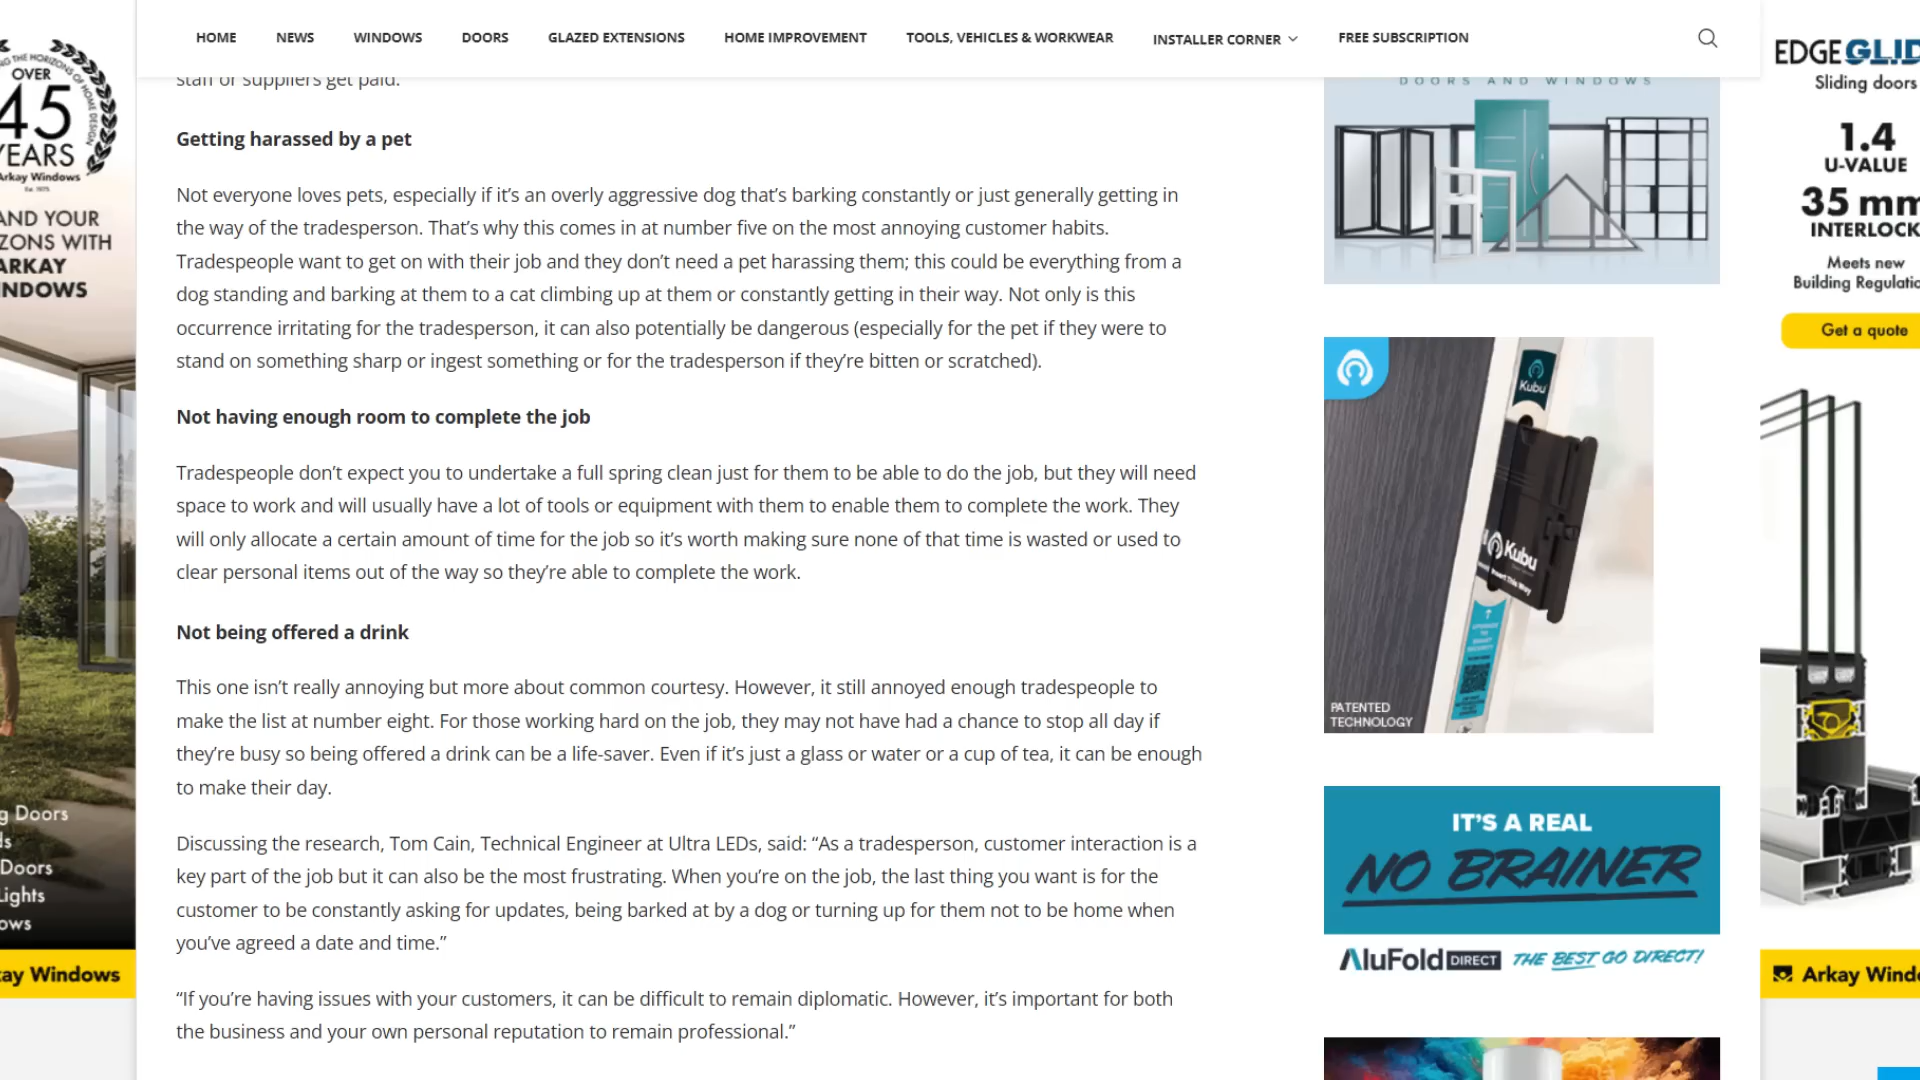 HOME NEWS WINDOWS DOORS GLAZED EXTENSIONS HOME IMPROVEMENT TOOLS, VEHICLES & WORKWEAR INSTALLER CORNER FREE SUBSCRIPTION
staff or suppliers get paid.
Getting harassed by a pet
Not everyone loves pets, especially if it’s an overly aggressive dog that’s barking constantly or just generally getting in
the way of the tradesperson. That’s why this comes in at number five on the most annoying customer habits.
Tradespeople want to get on with their job and they don’t need a pet harassing them; this could be everything from a
dog standing and barking at them to a cat climbing up at them or constantly getting in their way. Not only is this
occurrence irritating for the tradesperson, it can also potentially be dangerous (especially for the pet if they were to
stand on something sharp or ingest something or for the tradesperson if they’re bitten or scratched).
Not having enough room to complete the job
Tradespeople don’t expect you to undertake a full spring clean just for them to be able to do the job, but they will need
space to work and will usually have a lot of tools or equipment with them to enable them to complete the work. They
will only allocate a certain amount of time for the job so it’s worth making sure none of that time is wasted or used to
clear personal items out of the way so they’re able to complete the work.
Not being offered a drink
This one isn’t really annoying but more about common courtesy. However, it still annoyed enough tradespeople to
make the list at number eight. For those working hard on the job, they may not have had a chance to stop all day if
they’re busy so being offered a drink can be a life-saver. Even if it’s just a glass or water or a cup of tea, it can be enough
to make their day.
Discussing the research, Tom Cain, Technical Engineer at Ultra LEDs, said: “As a tradesperson, customer interaction is a
key part of the job but it can also be the most frustrating. When you’re on the job, the last thing you want is for the
customer to be constantly asking for updates, being barked at by a dog or turning up for them not to be home when
you’ve agreed a date and time.”
“If you’re having issues with your customers, it can be difficult to remain diplomatic. However, it’s important for both
the business and your own personal reputation to remain professional.”
OVER
45
YEARS
Arkay Windows
Est. 1975
AND YOUR
ZONS WITH
ARKAY
NDOWS
g Doors
ds
Doors
Lights
ows
kay Windows
DOORS AND WINDOWS
Kubu
Kubu
PATENTED
TECHNOLOGY
IT’S A REAL
NO BRAINER
AluFold DIRECT THE BEST GO DIRECT!
EDGEGLID
Sliding doors
1.4
U-VALUE
35 mm
INTERLOCK
Meets new
Building Regulatio
Get a quote
Arkay Windo